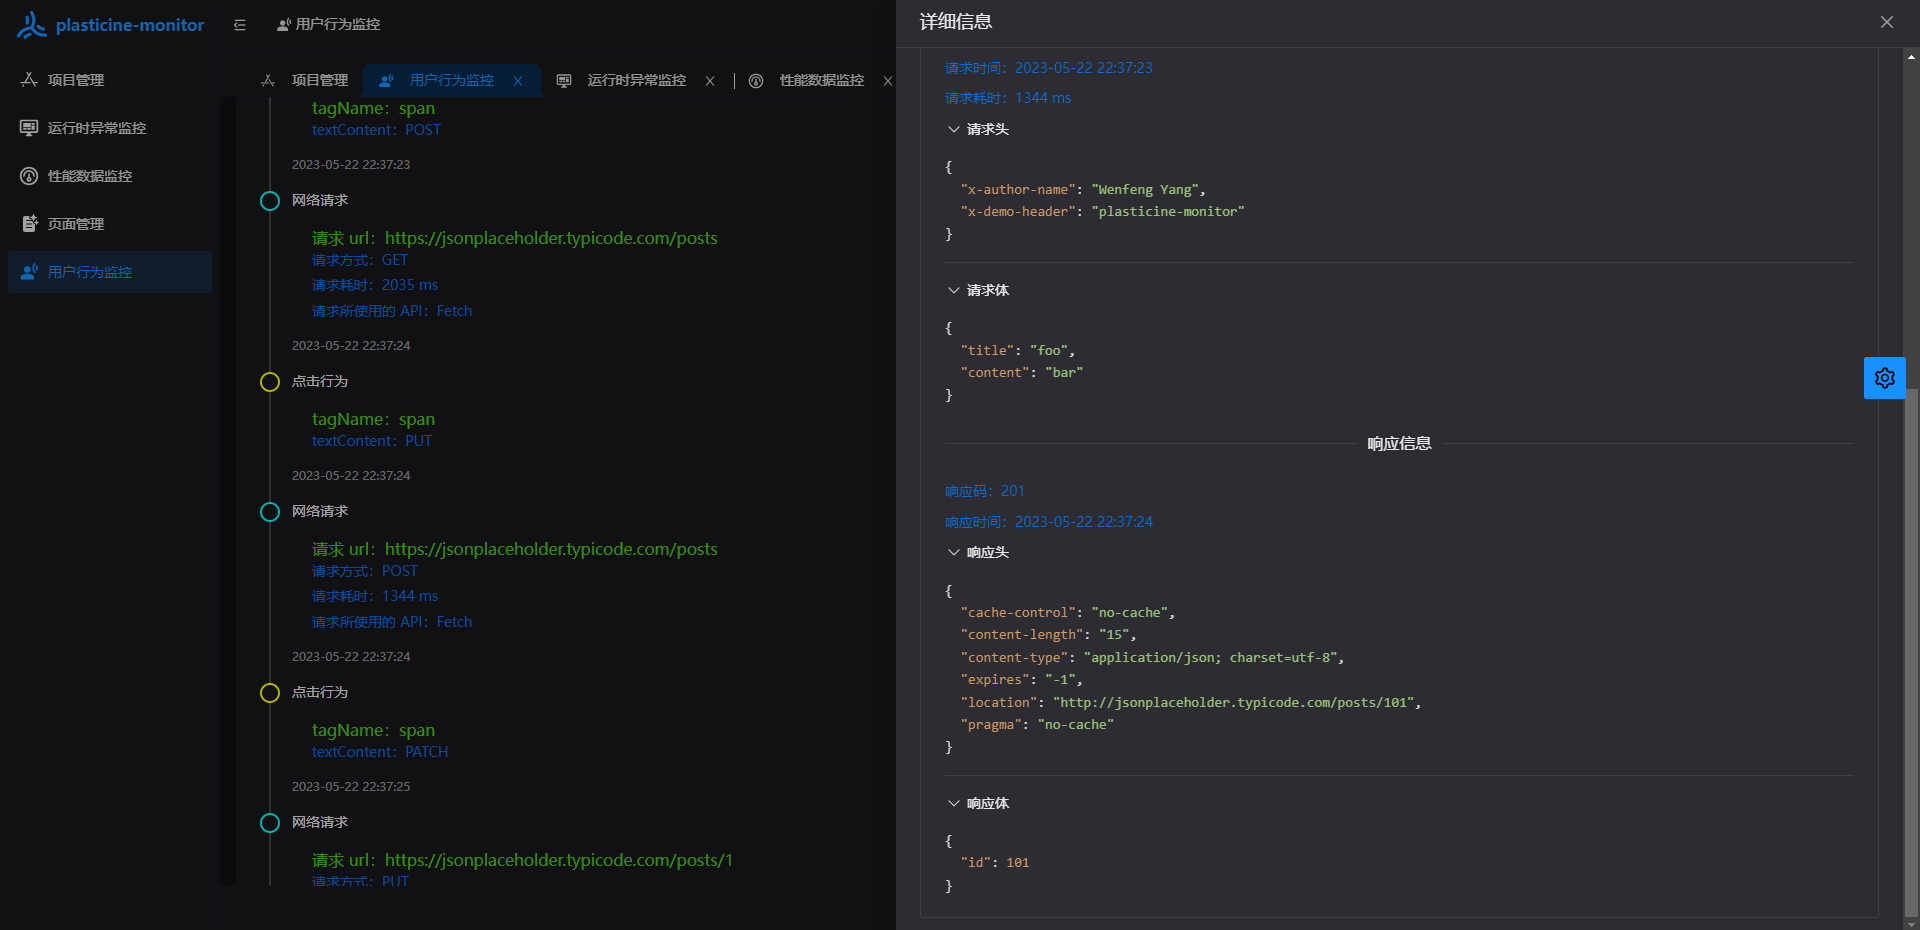 plasticine-monitor
用户行为监控
项目管理
运行时异常监控
性能数据监控
页面管理
用户行为监控
项目管理
用户行为监控
运行时异常监控
性能数据监控
tagName：span
textContent：POST
2023-05-22 22:37:23
网络请求
请求 url：https://jsonplaceholder.typicode.com/posts
请求方式：GET
请求耗时：2035 ms
请求所使用的 API：Fetch
2023-05-22 22:37:24
点击行为
tagName：span
textContent：PUT
2023-05-22 22:37:24
网络请求
请求 url：https://jsonplaceholder.typicode.com/posts
请求方式：POST
请求耗时：1344 ms
请求所使用的 API：Fetch
2023-05-22 22:37:24
点击行为
tagName：span
textContent：PATCH
2023-05-22 22:37:25
网络请求
请求 url：https://jsonplaceholder.typicode.com/posts/1
请求方式：PUT
详细信息
请求时间：2023-05-22 22:37:23
请求耗时：1344 ms
请求头
{
"x-author-name": "Wenfeng Yang",
"x-demo-header": "plasticine-monitor"
}
请求体
{
"title": "foo",
"content": "bar"
}
响应信息
响应码：201
响应时间：2023-05-22 22:37:24
响应头
{
"cache-control": "no-cache",
"content-length": "15",
"content-type": "application/json; charset=utf-8",
"expires": "-1",
"location": "http://jsonplaceholder.typicode.com/posts/101",
"pragma": "no-cache"
}
响应体
{
"id": 101
}